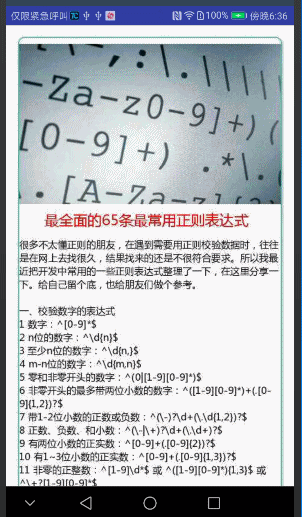 仅限紧急呼叫 100% 傍晚6:36
-Za-z0-9]+)(
[0-9]+) .*\.
\.[A-Za-z
最全面的65条最常用正则表达式
很多不太懂正则的朋友，在遇到需要用正则校验数据时，往往
是在网上去找很久，结果找来的还是不很符合要求。所以我最
近把开发中常用的一些正则表达式整理了一下，在这里分享一
下。给自己留个底，也给朋友们做个参考。
一、校验数字的表达式
1 数字：^[0-9]*$
2 n位的数字：^\d{n}$
3 至少n位的数字：^\d{n,}$
4 m-n位的数字：^\d{m,n}$
5 零和非零开头的数字：^(0|[1-9][0-9]*)$
6 非零开头的最多带两位小数的数字：^([1-9][0-9]*)+(.[0-
9]{1,2})?$
7 带1-2位小数的正数或负数：^(\-)?\d+(\.\d{1,2})?$
8 正数、负数、和小数：^(\-|\+)?\d+(\.\d+)?$
9 有两位小数的正实数：^[0-9]+(.[0-9]{2})?$
10 有1~3位小数的正实数：^[0-9]+(.[0-9]{1,3})?$
11 非零的正整数：^[1-9]\d*$ 或 ^([1-9][0-9]*){1,3}$ 或
^\+?[1-9][0-9]*$